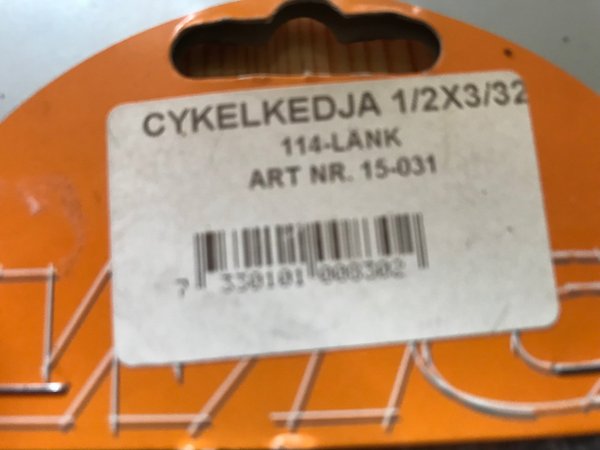 CYKELKEDJA 1/2X3/32
114-LÄNK
ART NR. 15-031
7 330101 008302